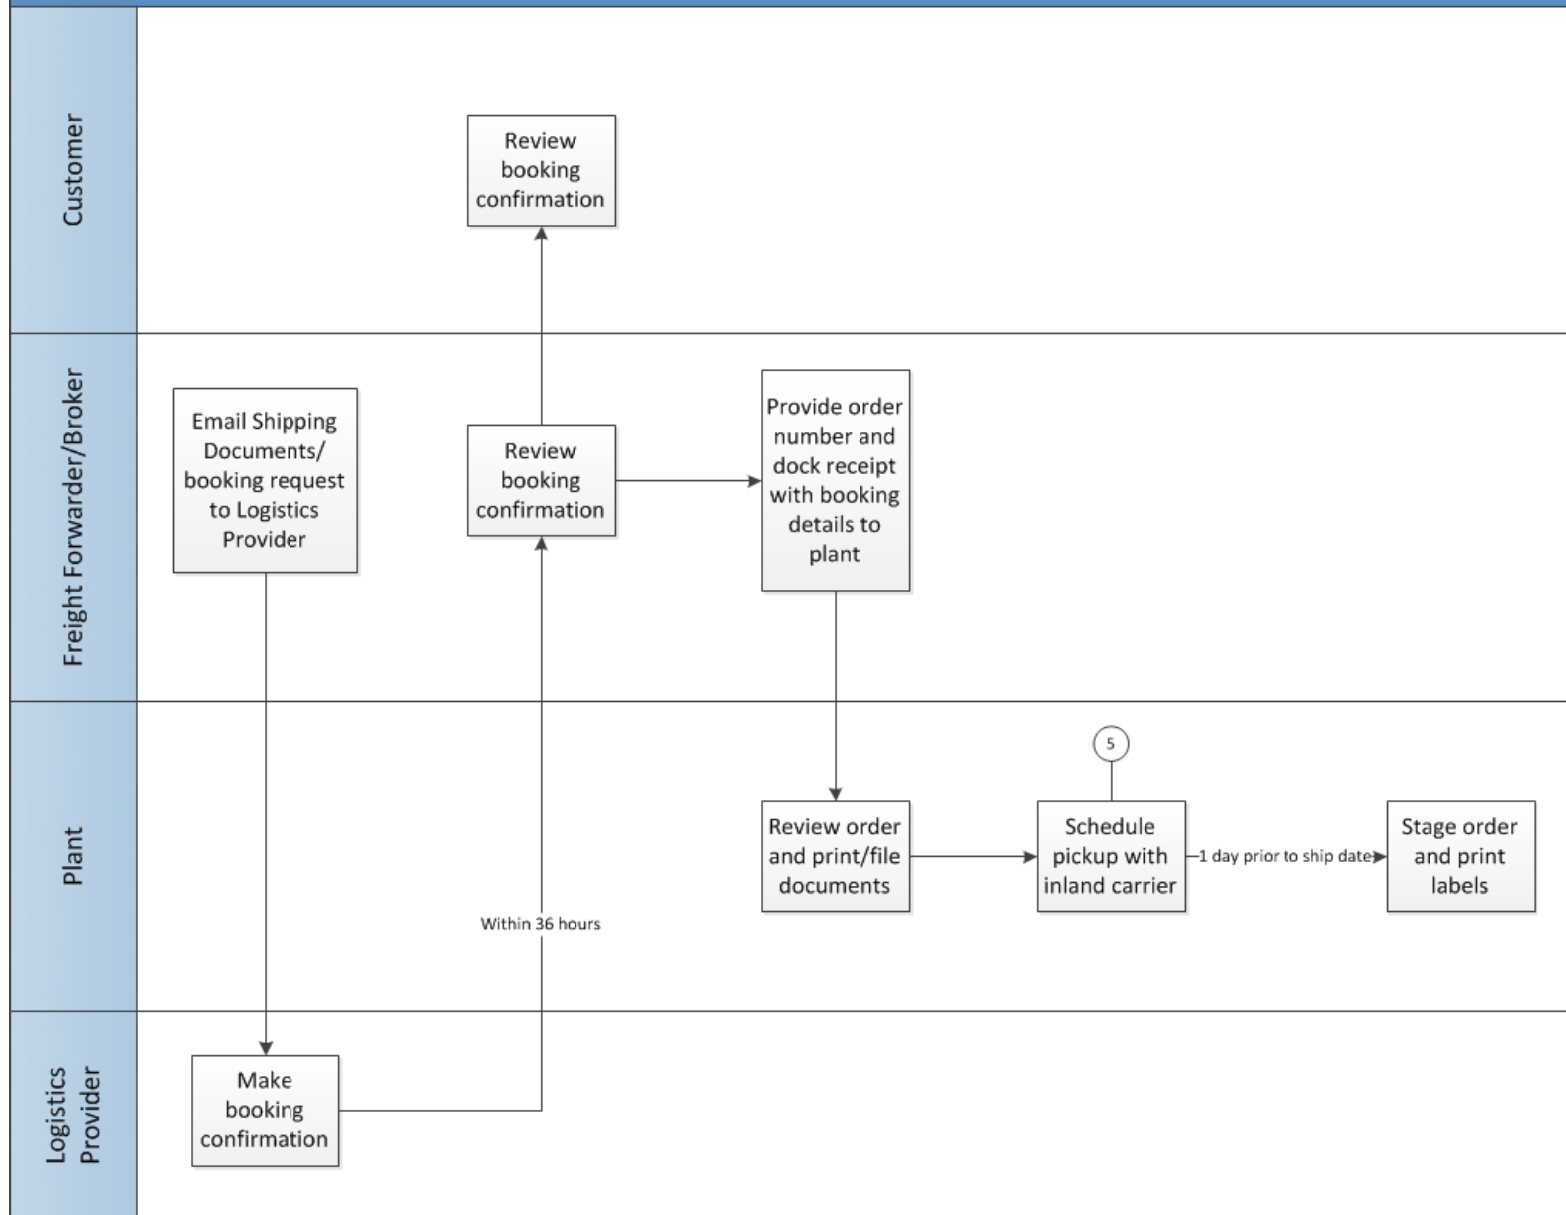 Customer
Review
booking
confirmation
Freight Forwarder/Broker
Email Shipping
Documents/
booking request
to Logistics
Provider
Review
booking
confirmation
Provide order
number and
dock receipt
with booking
details to
plant
Plant
5
Review order
and print/file
documents
Schedule
pickup with
inland carrier
1 day prior to ship date
Stage order
and print
labels
Within 36 hours
Logistics
Provider
Make
booking
confirmation